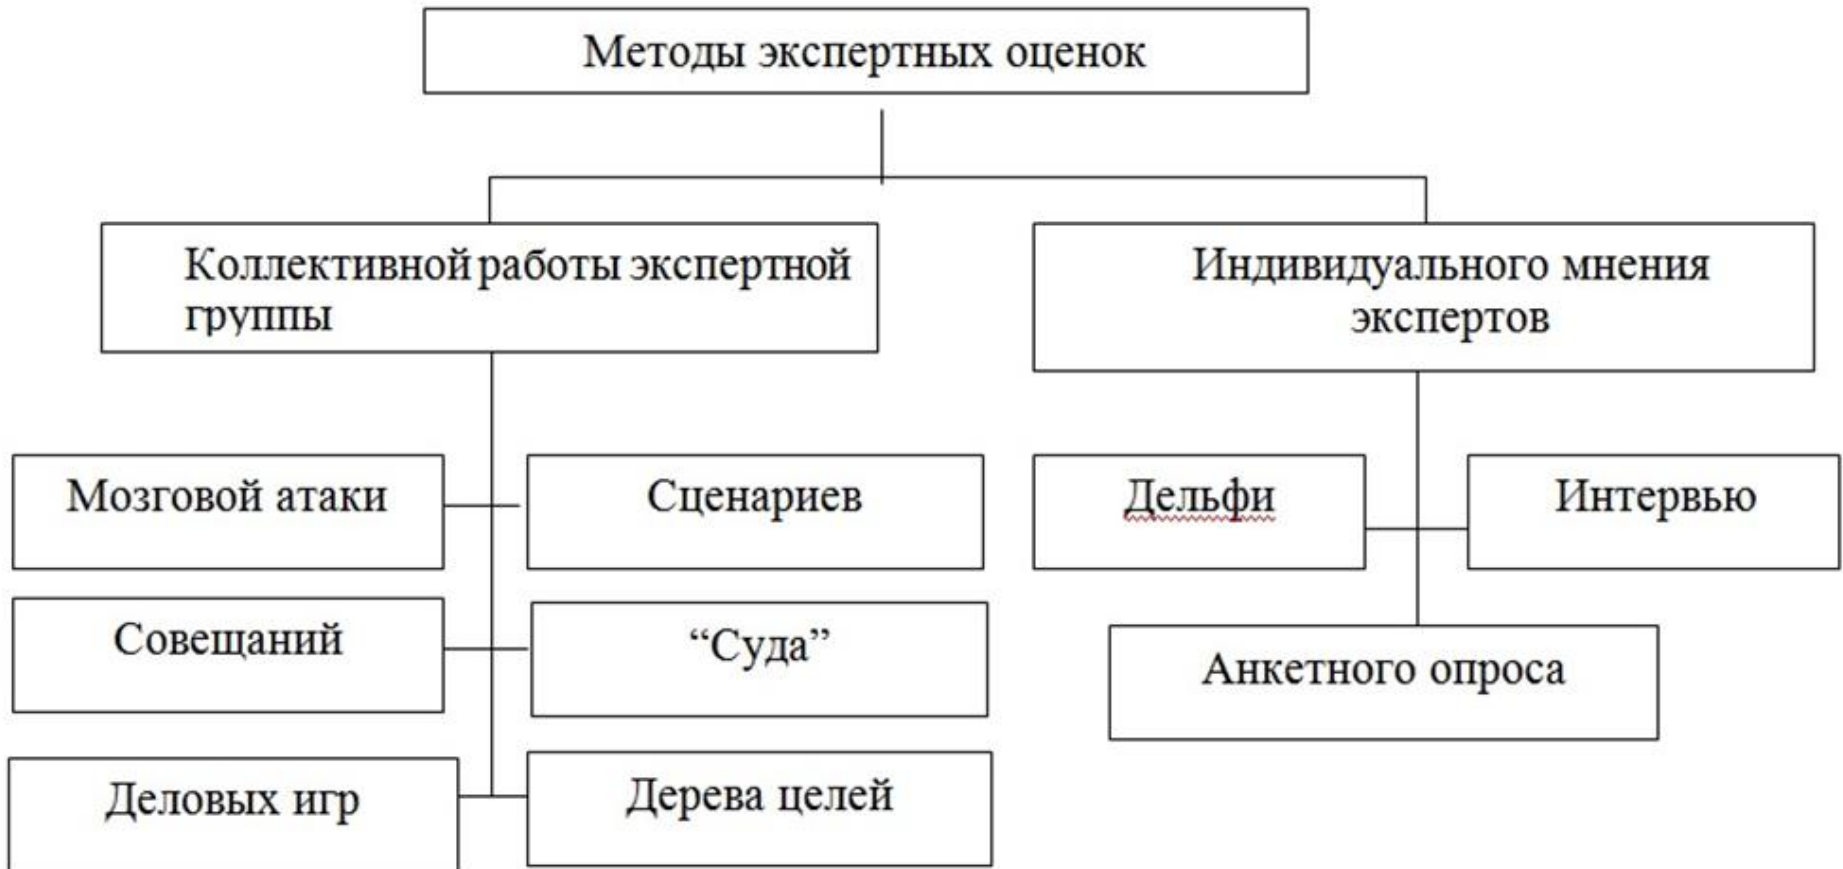 Методы экспертных оценок
Коллективной работы экспертной
группы
Индивидуального мнения
экспертов
Мозговой атаки
Сценариев
Дельфи
Интервью
Совещаний
“Суда”
Анкетного опроса
Деловых игр
Дерева целей